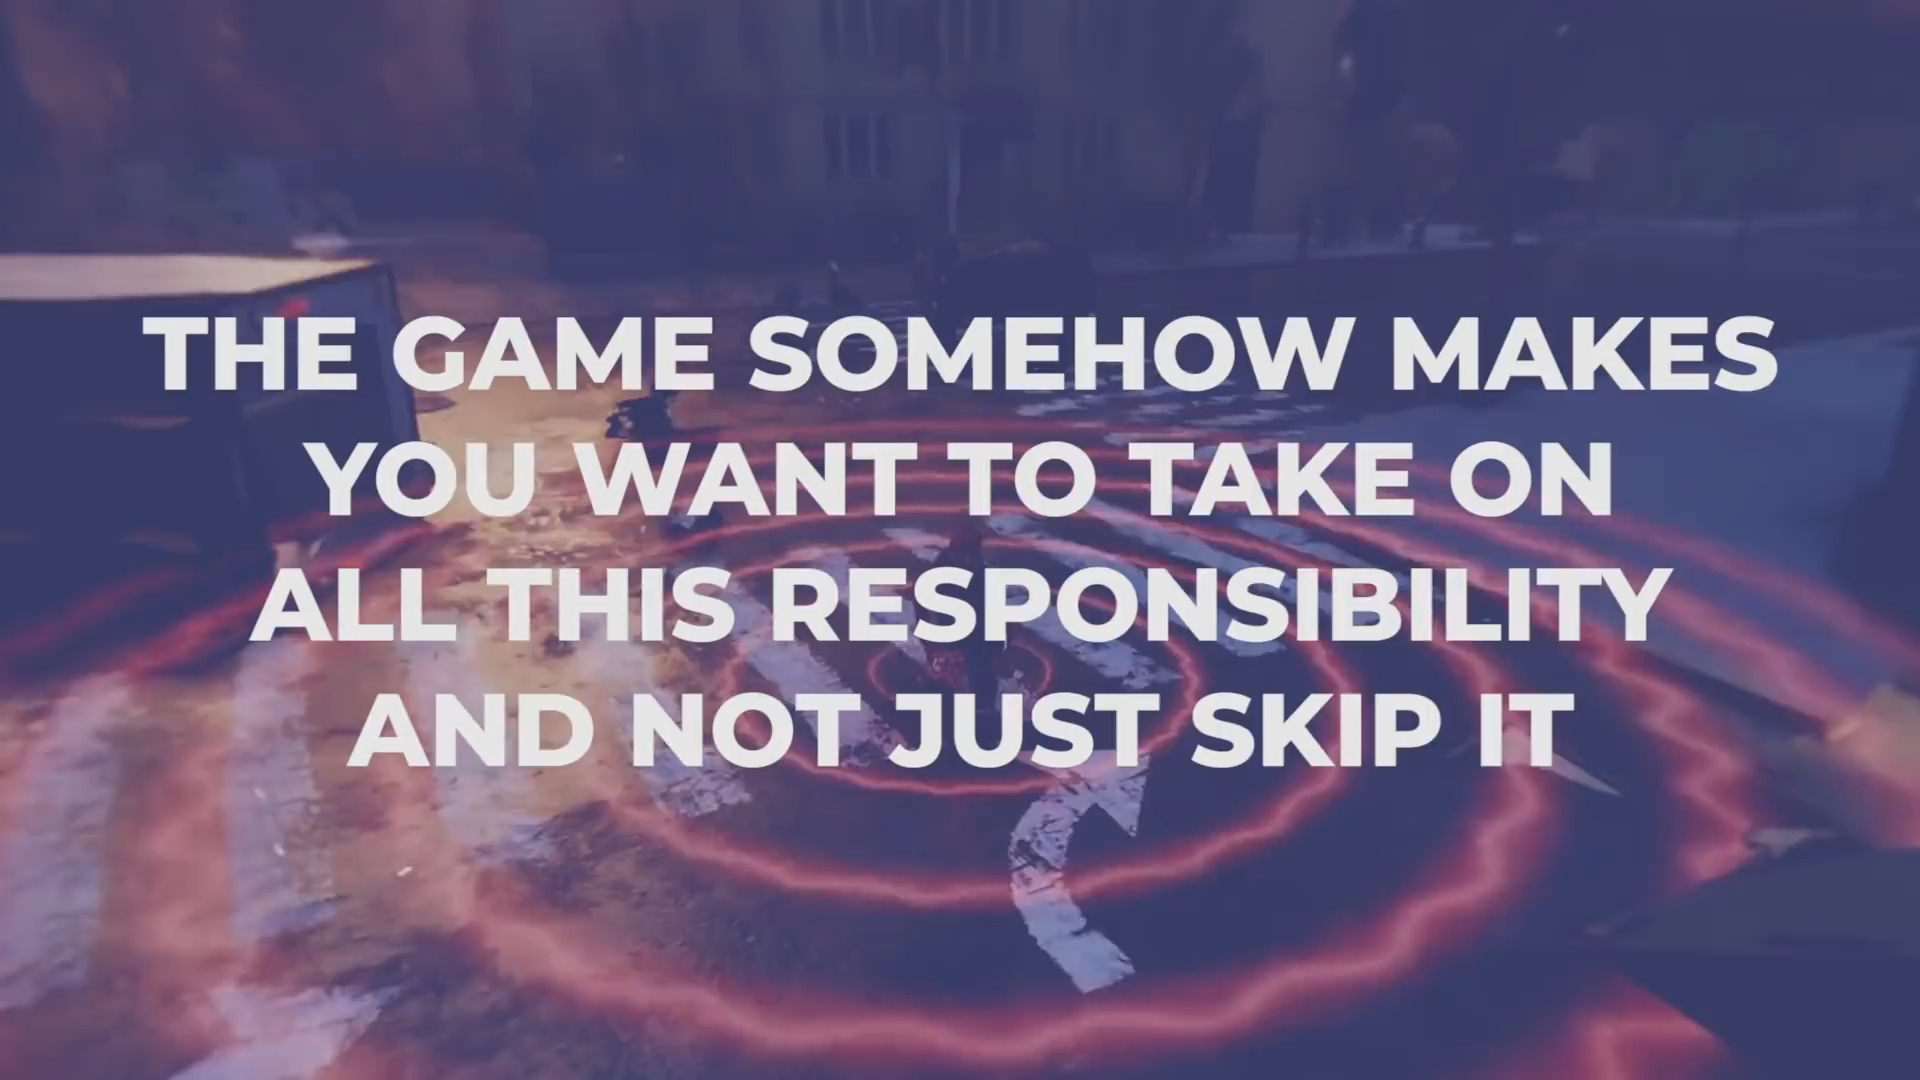 THE GAME SOMEHOW MAKES
YOU WANT TO TAKE ON
ALL THIS RESPONSIBILITY
AND NOT JUST SKIP IT